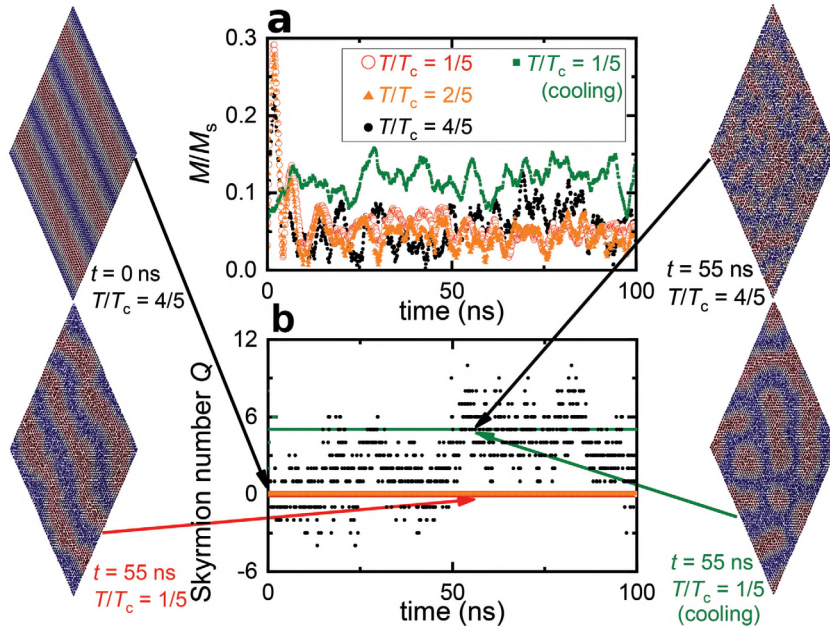 a
0.3
0.2
0.1
0.0
M/Ms
T/Tc = 1/5
T/Tc = 2/5
T/Tc = 4/5
T/Tc = 1/5
(cooling)
0
50
100
time (ns)
t = 0 ns
T/Tc = 4/5
t = 55 ns
T/Tc = 4/5
b
12
6
0
-6
Skyrmion number Q
0
50
100
time (ns)
t = 55 ns
T/Tc = 1/5
t = 55 ns
T/Tc = 1/5
(cooling)